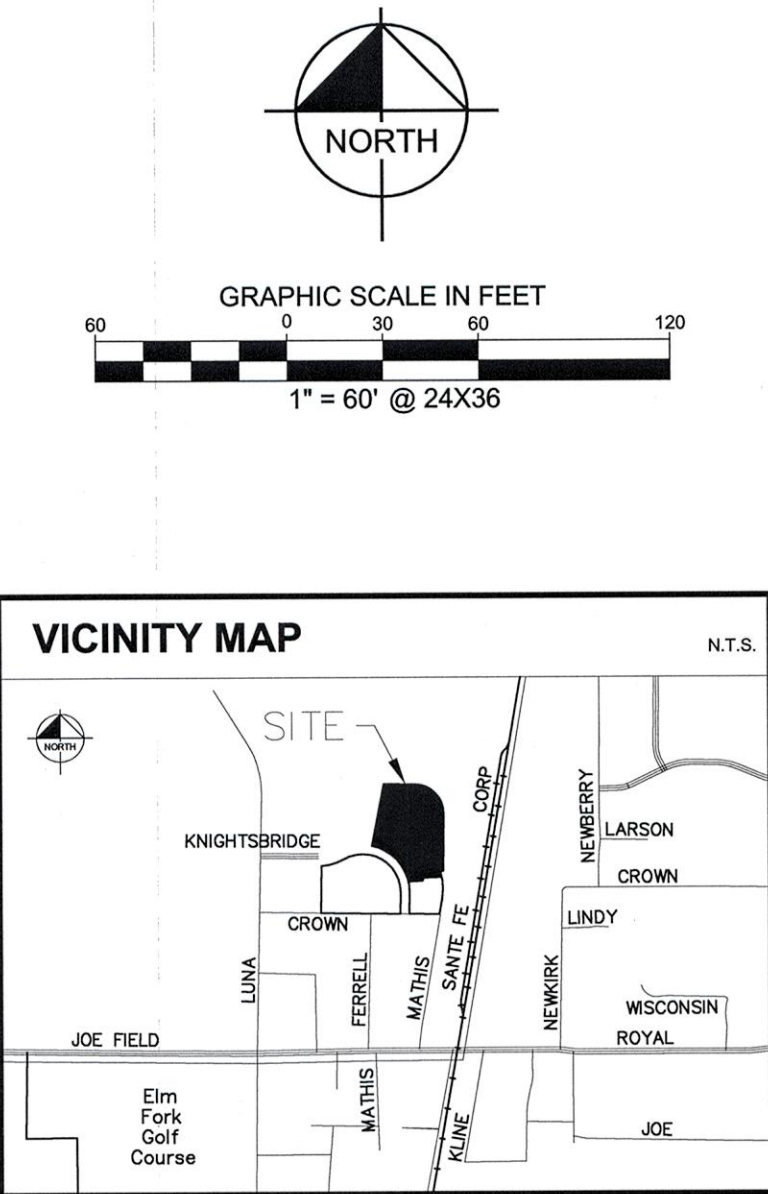 NORTH
GRAPHIC SCALE IN FEET
60 0 30 60 120
1" = 60' @ 24X36
VICINITY MAP
N.T.S.
NORTH
SITE
CORP
NEWBERRY
KNIGHTSBRIDGE
LARSON
CROWN
CROWN
LINDY
LUNA
FERRELL
MATHIS
SANTE FE
NEWKIRK
WISCONSIN
JOE FIELD
ROYAL
Elm
Fork
Golf
Course
MATHIS
KLINE
JOE